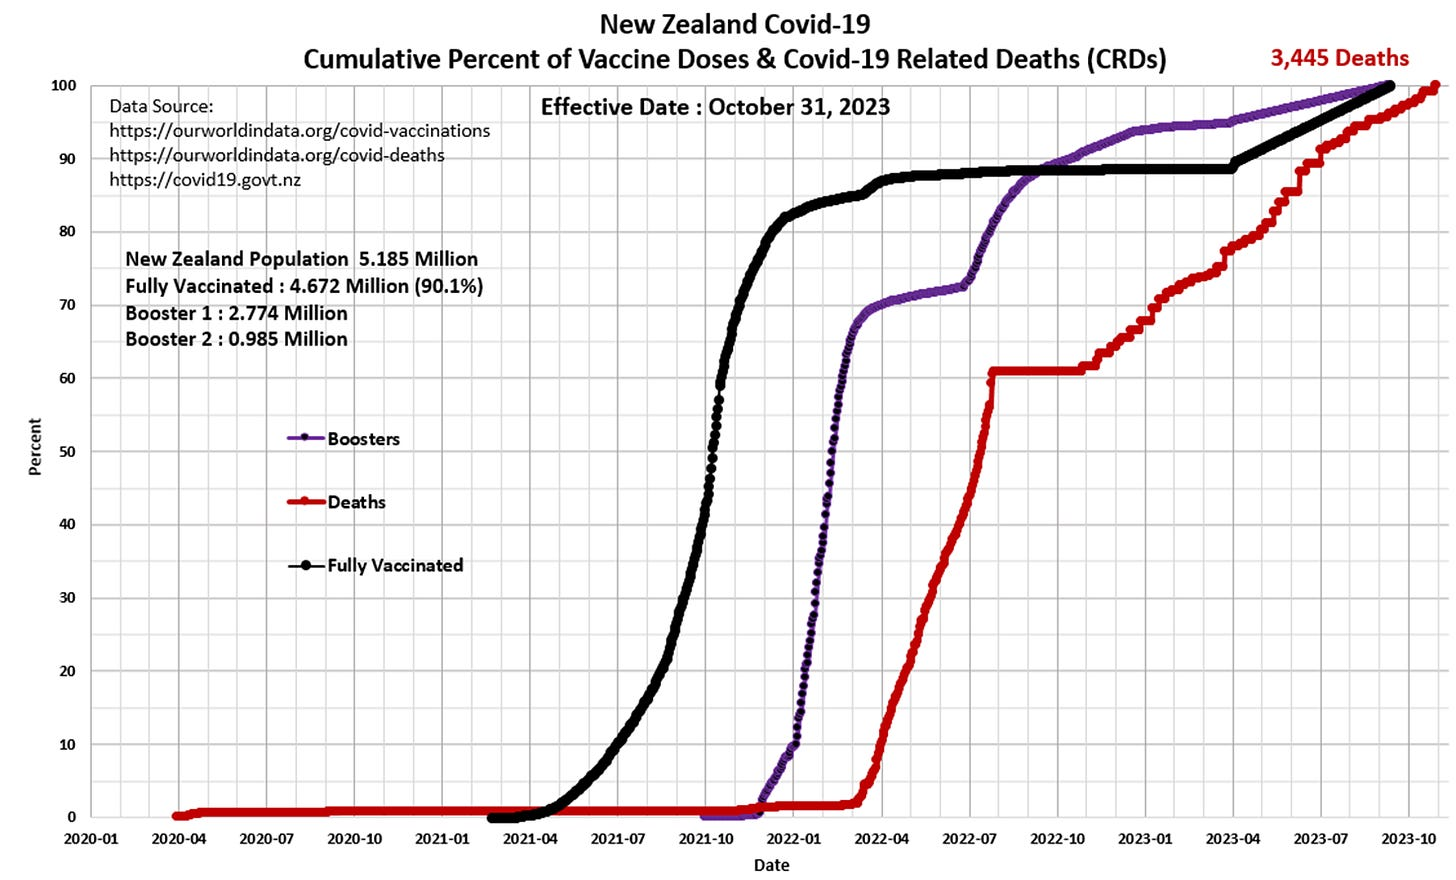 New Zealand Covid-19
Cumulative Percent of Vaccine Doses & Covid-19 Related Deaths (CRDs)
3,445 Deaths
Effective Date : October 31, 2023
Data Source:
https://ourworldindata.org/covid-vaccinations
https://ourworldindata.org/covid-deaths
https://covid19.govt.nz
New Zealand Population 5.185 Million
Fully Vaccinated : 4.672 Million (90.1%)
Booster 1 : 2.774 Million
Booster 2 : 0.985 Million
Boosters
Deaths
Fully Vaccinated
Percent
100
90
80
70
60
50
40
30
20
10
0
2020-01 2020-04 2020-07 2020-10 2021-01 2021-04 2021-07 2021-10 2022-01 2022-04 2022-07 2022-10 2023-01 2023-04 2023-07 2023-10
Date